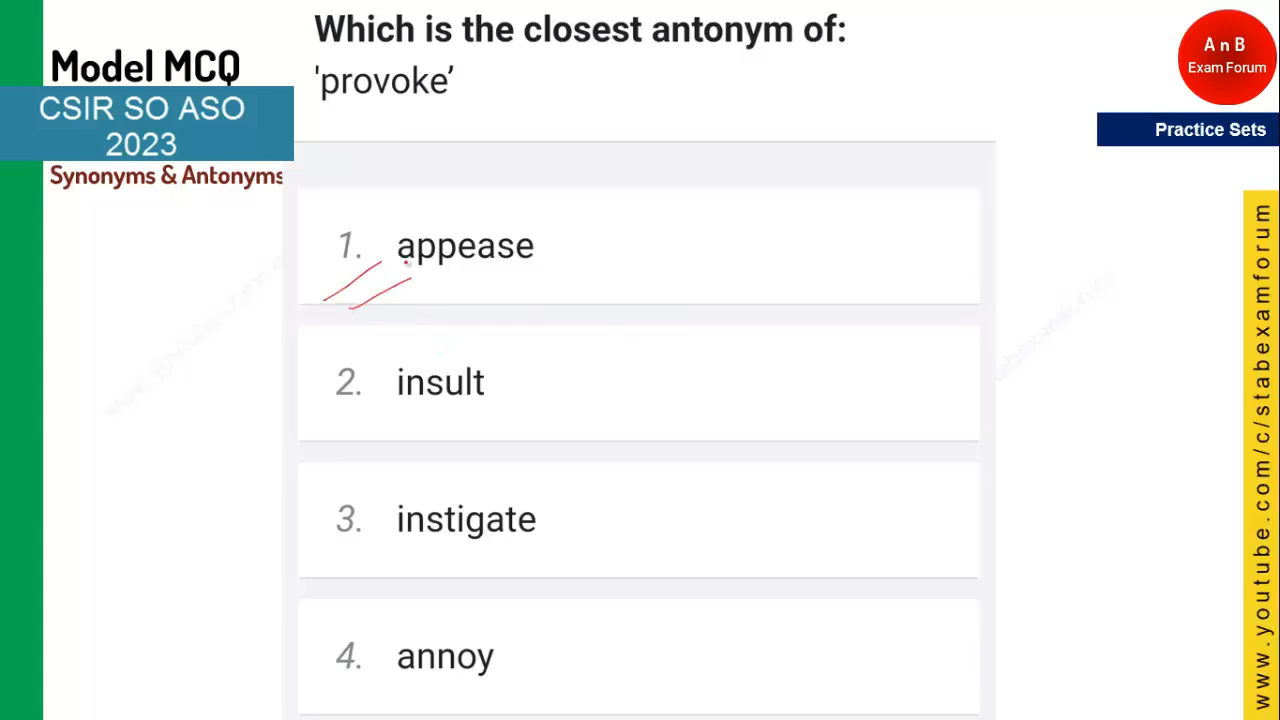 Which is the closest antonym of:
'provoke’
Model MCQ
CSIR SO ASO
2023
Synonyms & Antonyms
A n B
Exam Forum
Practice Sets
1. appease
2. insult
3. instigate
4. annoy
www.youtube.com/c/stabexamforum